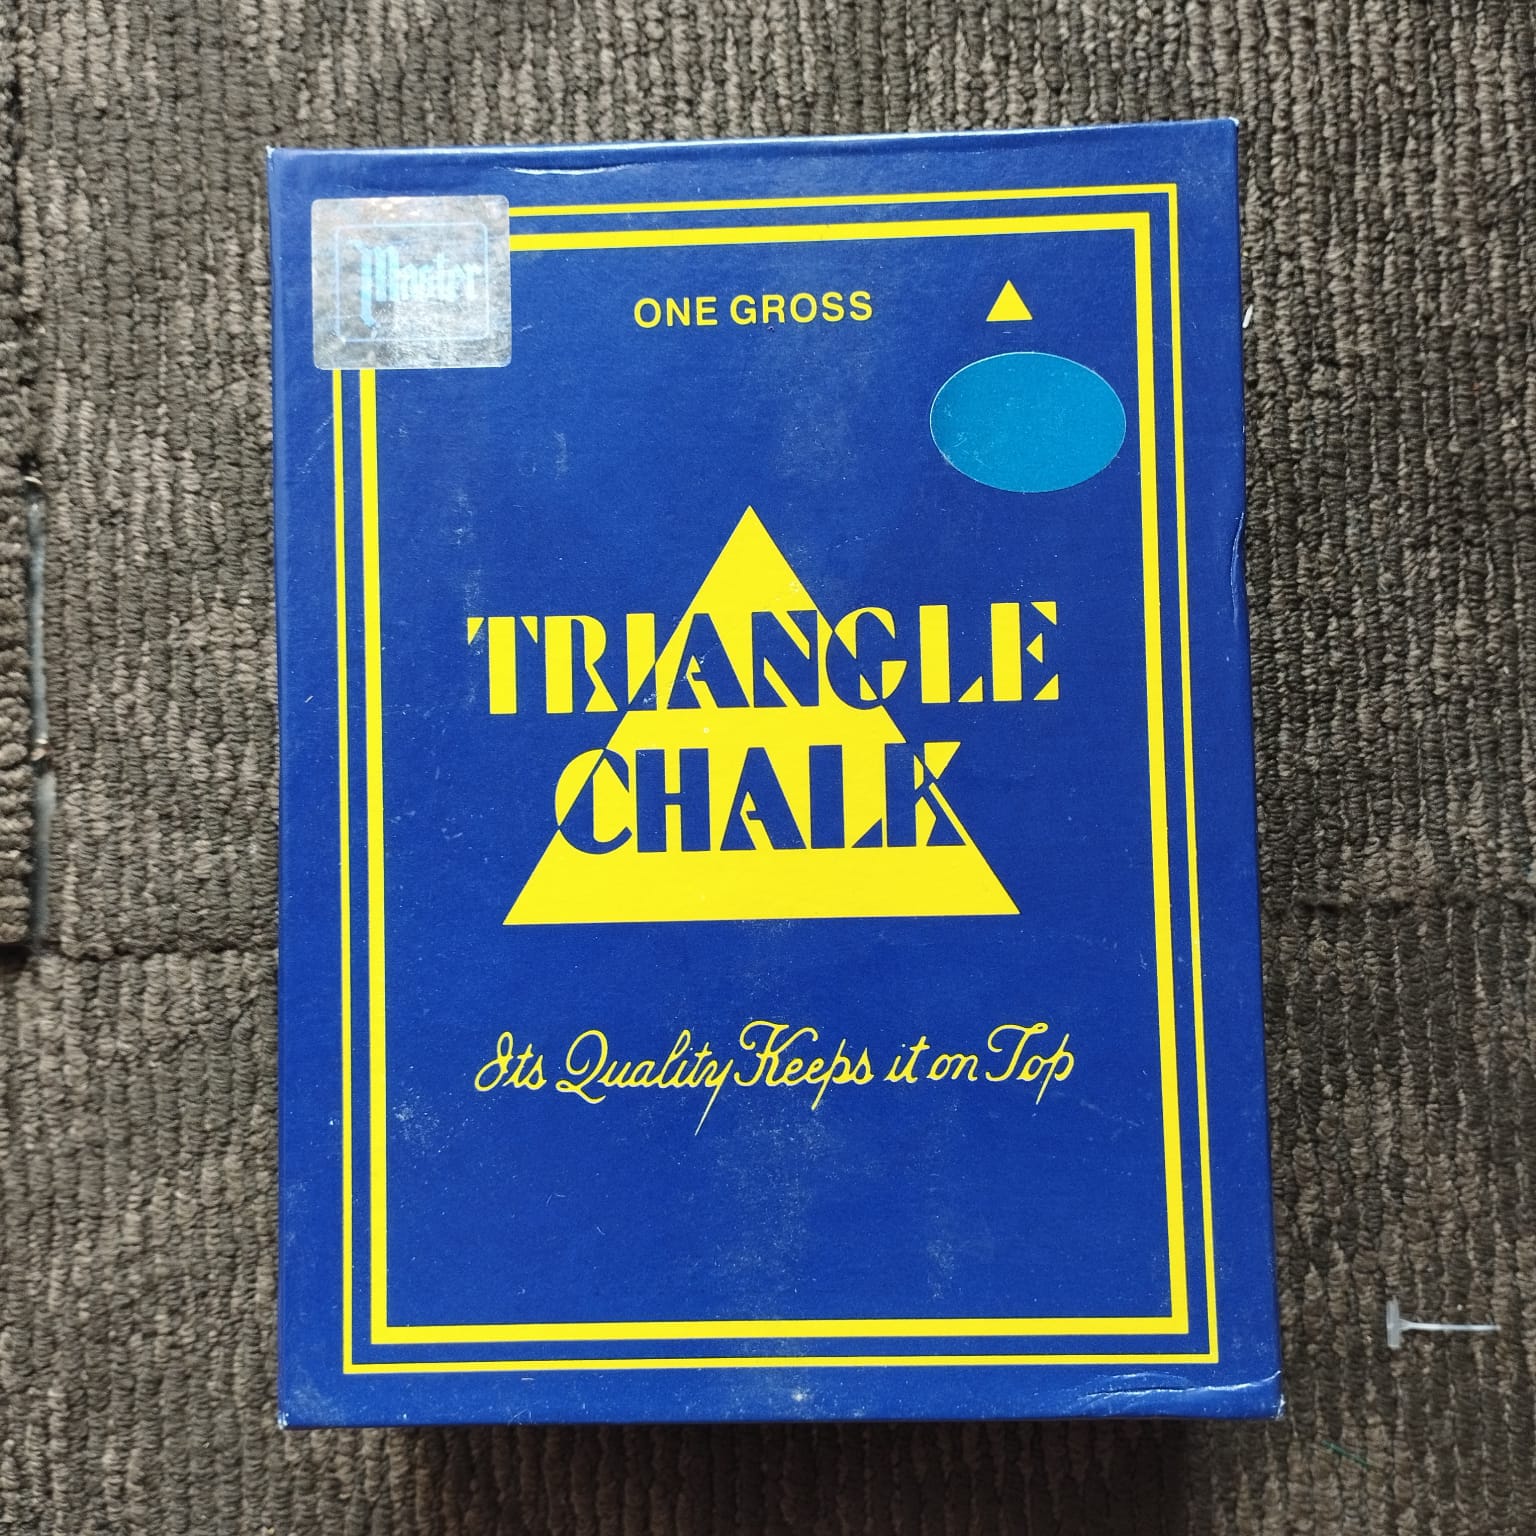 Master
ONE GROSS
TRIANGLE
CHALK
Its Quality Keeps it on Top